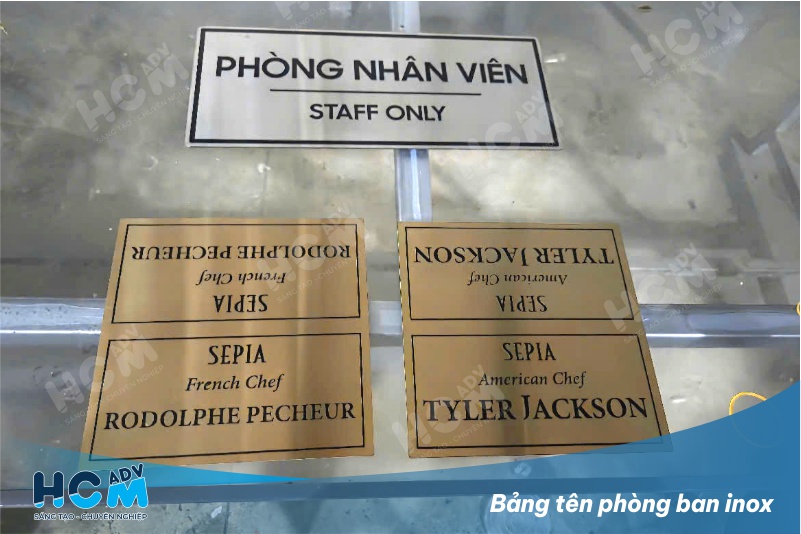 PHÒNG NHÂN VIÊN
STAFF ONLY
RODOLPHE PECHEUR
French Chef
SEPIA
SEPIA
French Chef
RODOLPHE PECHEUR
TYLER JACKSON
American Chef
SEPIA
SEPIA
American Chef
TYLER JACKSON
HCM ADV
SÁNG TẠO - CHUYÊN NGHIỆP
Bảng tên phòng ban inox